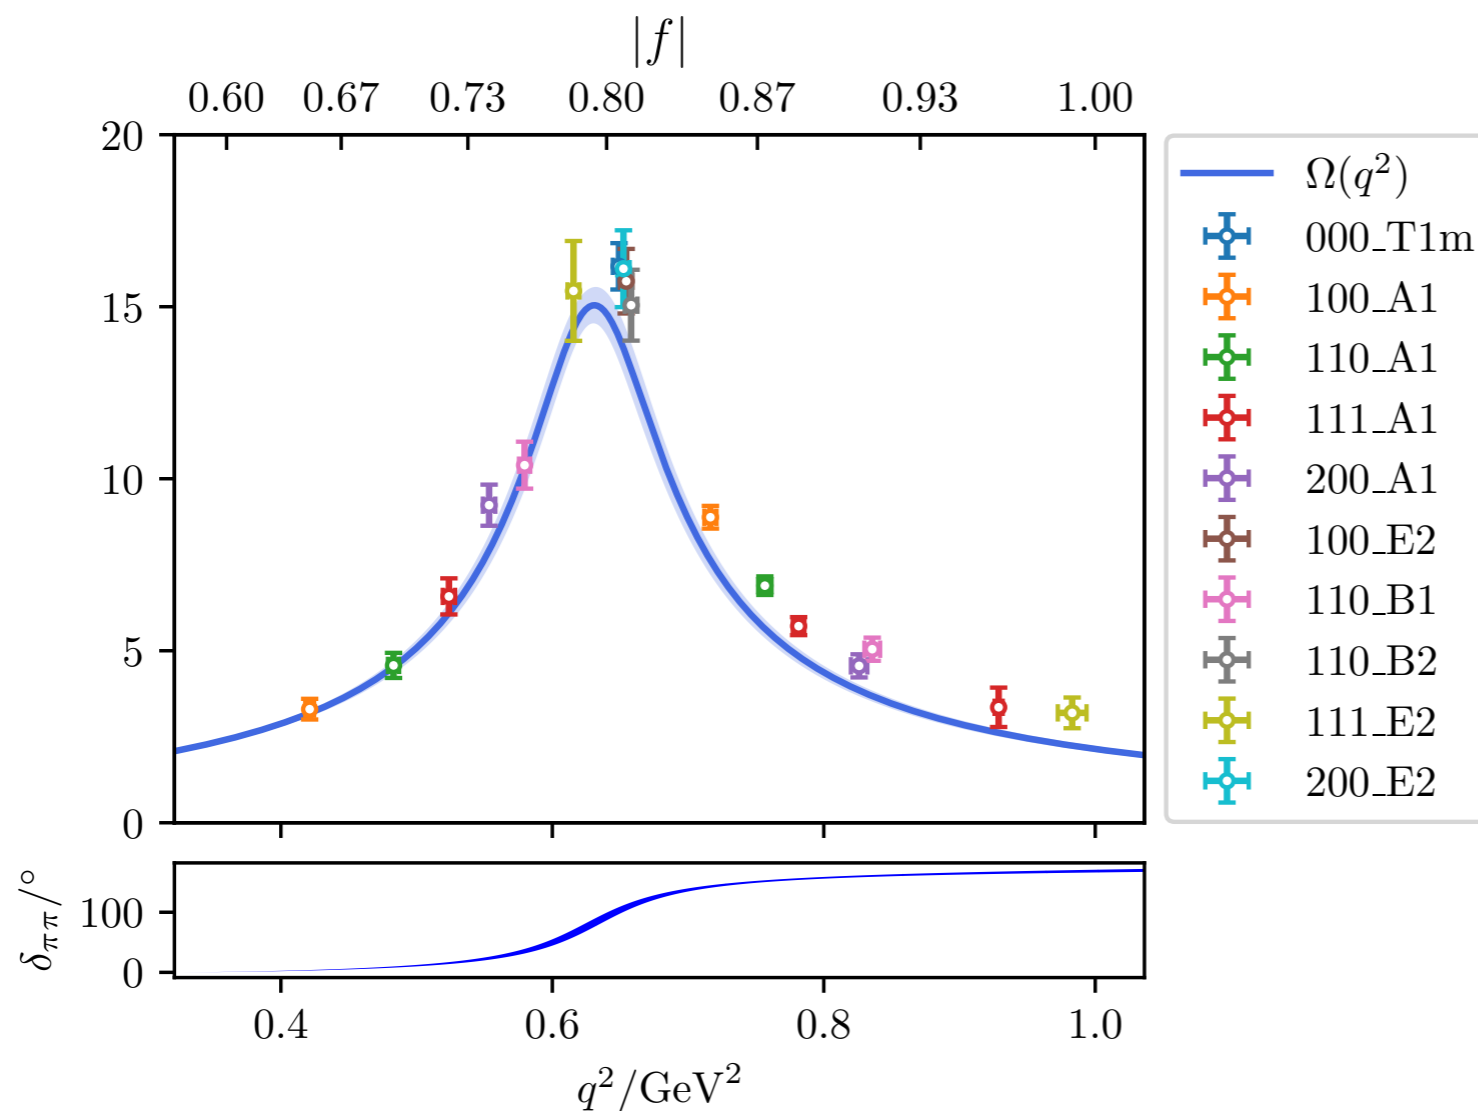 |f|
0.60 0.67 0.73 0.80 0.87 0.93 1.00
20
15
10
5
0
Ω(q²)
000_T1m
100_A1
110_A1
111_A1
200_A1
100_E2
110_B1
110_B2
111_E2
200_E2
δππ/°
100
0
0.4 0.6 0.8 1.0
q²/GeV²